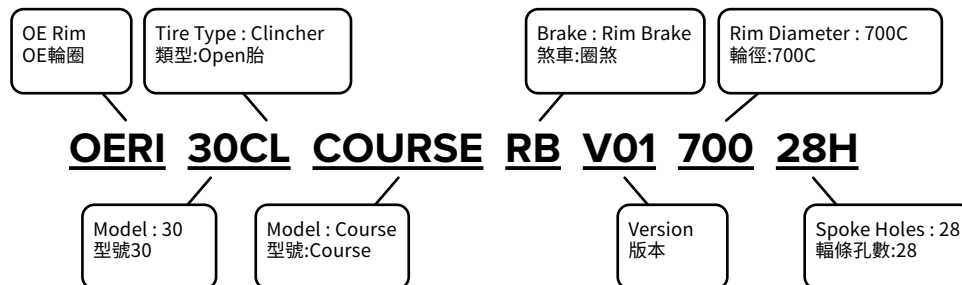 OE Rim
OE輪圈
Tire Type : Clincher
類型:Open胎
Brake : Rim Brake
煞車:圈煞
Rim Diameter : 700C
輪徑:700C
OERI 30CL COURSE RB V01 700 28H
Model : 30
型號30
Model : Course
型號:Course
Version
版本
Spoke Holes : 28
輻條孔數:28